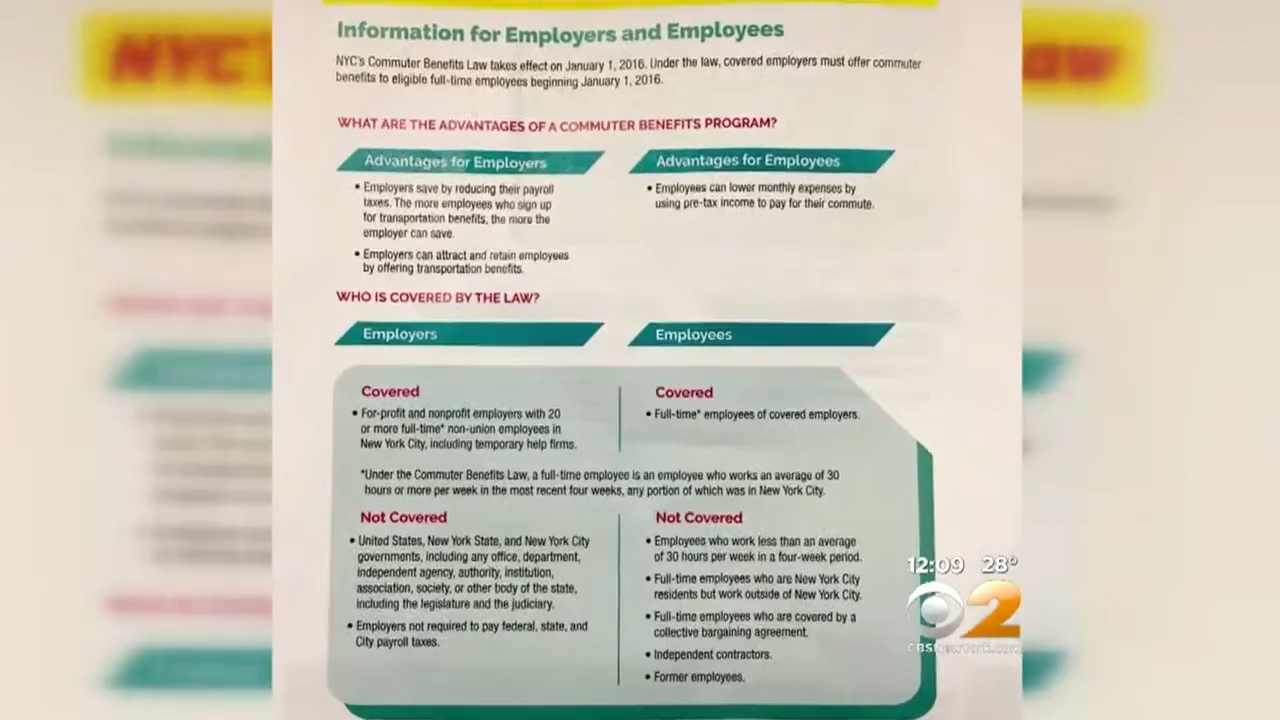 NYC'
aw
Information for Employers and Employees
NYC's Commuter Benefits Law takes effect on January 1, 2016. Under the law, covered employers must offer commuter
benefits to eligible full-time employees beginning January 1, 2016.
WHAT ARE THE ADVANTAGES OF A COMMUTER BENEFITS PROGRAM?
Advantages for Employers
• Employers save by reducing their payroll
taxes. The more employees who sign up
for transportation benefits, the more the
employer can save.
• Employers can attract and retain employees
by offering transportation benefits.
Advantages for Employees
• Employees can lower monthly expenses by
using pre-tax income to pay for their commute.
WHO IS COVERED BY THE LAW?
Employers
Employees
Covered
• For-profit and nonprofit employers with 20
or more full-time* non-union employees in
New York City, including temporary help firms.
Covered
• Full-time* employees of covered employers.
*Under the Commuter Benefits Law, a full-time employee is an employee who works an average of 30
hours or more per week in the most recent four weeks, any portion of which was in New York City.
Not Covered
• United States, New York State, and New York City
governments, including any office, department,
independent agency, authority, institution,
association, society, or other body of the state,
including the legislature and the judiciary.
• Employers not required to pay federal, state, and
City payroll taxes.
Not Covered
• Employees who work less than an average
of 30 hours per week in a four-week period.
• Full-time employees who are New York City
residents but work outside of New York City.
• Full-time employees who are covered by a
collective bargaining agreement.
• Independent contractors.
• Former employees.
12:09 28°
2
cbsnewyork.com